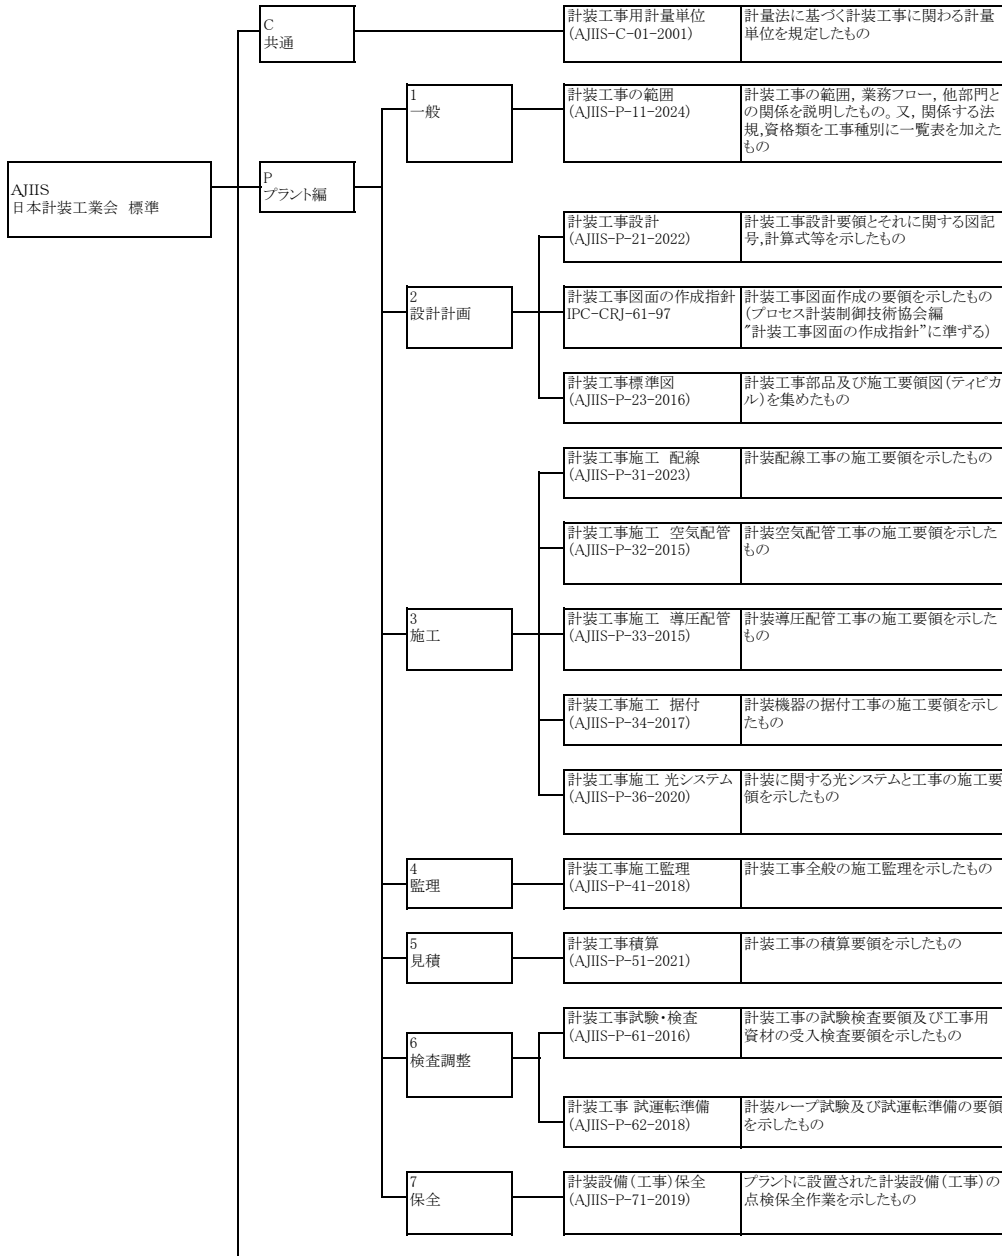 C
共通
計装工事用計量単位
(AJIIS-C-01-2001)
計量法に基づく計装工事に関わる計量
単位を規定したもの
1
一般
計装工事の範囲
(AJIIS-P-11-2024)
計装工事の範囲, 業務フロー, 他部門と
の関係を説明したもの。又, 関係する法
規,資格類を工事種別に一覧表を加えた
もの
AJIIS
日本計装工業会 標準
P
プラント編
計装工事設計
(AJIIS-P-21-2022)
計装工事設計要領とそれに関する図記
号,計算式等を示したもの
2
設計計画
計装工事図面の作成指針
IPC-CRJ-61-97
計装工事図面作成の要領を示したもの
(プロセス計装制御技術協会編
"計装工事図面の作成指針”に準ずる)
計装工事標準図
(AJIIS-P-23-2016)
計装工事部品及び施工要領図(ティピカ
ル)を集めたもの
計装工事施工 配線
(AJIIS-P-31-2023)
計装配線工事の施工要領を示したもの
計装工事施工 空気配管
(AJIIS-P-32-2015)
計装空気配管工事の施工要領を示した
もの
3
施工
計装工事施工 導圧配管
(AJIIS-P-33-2015)
計装導圧配管工事の施工要領を示した
もの
計装工事施工 据付
(AJIIS-P-34-2017)
計装機器の据付工事の施工要領を示し
たもの
計装工事施工 光システム
(AJIIS-P-36-2020)
計装に関する光システムと工事の施工要
領を示したもの
4
監理
計装工事施工監理
(AJIIS-P-41-2018)
計装工事全般の施工監理を示したもの
5
見積
計装工事積算
(AJIIS-P-51-2021)
計装工事の積算要領を示したもの
6
検査調整
計装工事試験・検査
(AJIIS-P-61-2016)
計装工事の試験検査要領及び工事用
資材の受入検査要領を示したもの
計装工事 試運転準備
(AJIIS-P-62-2018)
計装ループ試験及び試運転準備の要領
を示したもの
7
保全
計装設備(工事)保全
(AJIIS-P-71-2019)
プラントに設置された計装設備(工事)の
点検保全作業を示したもの